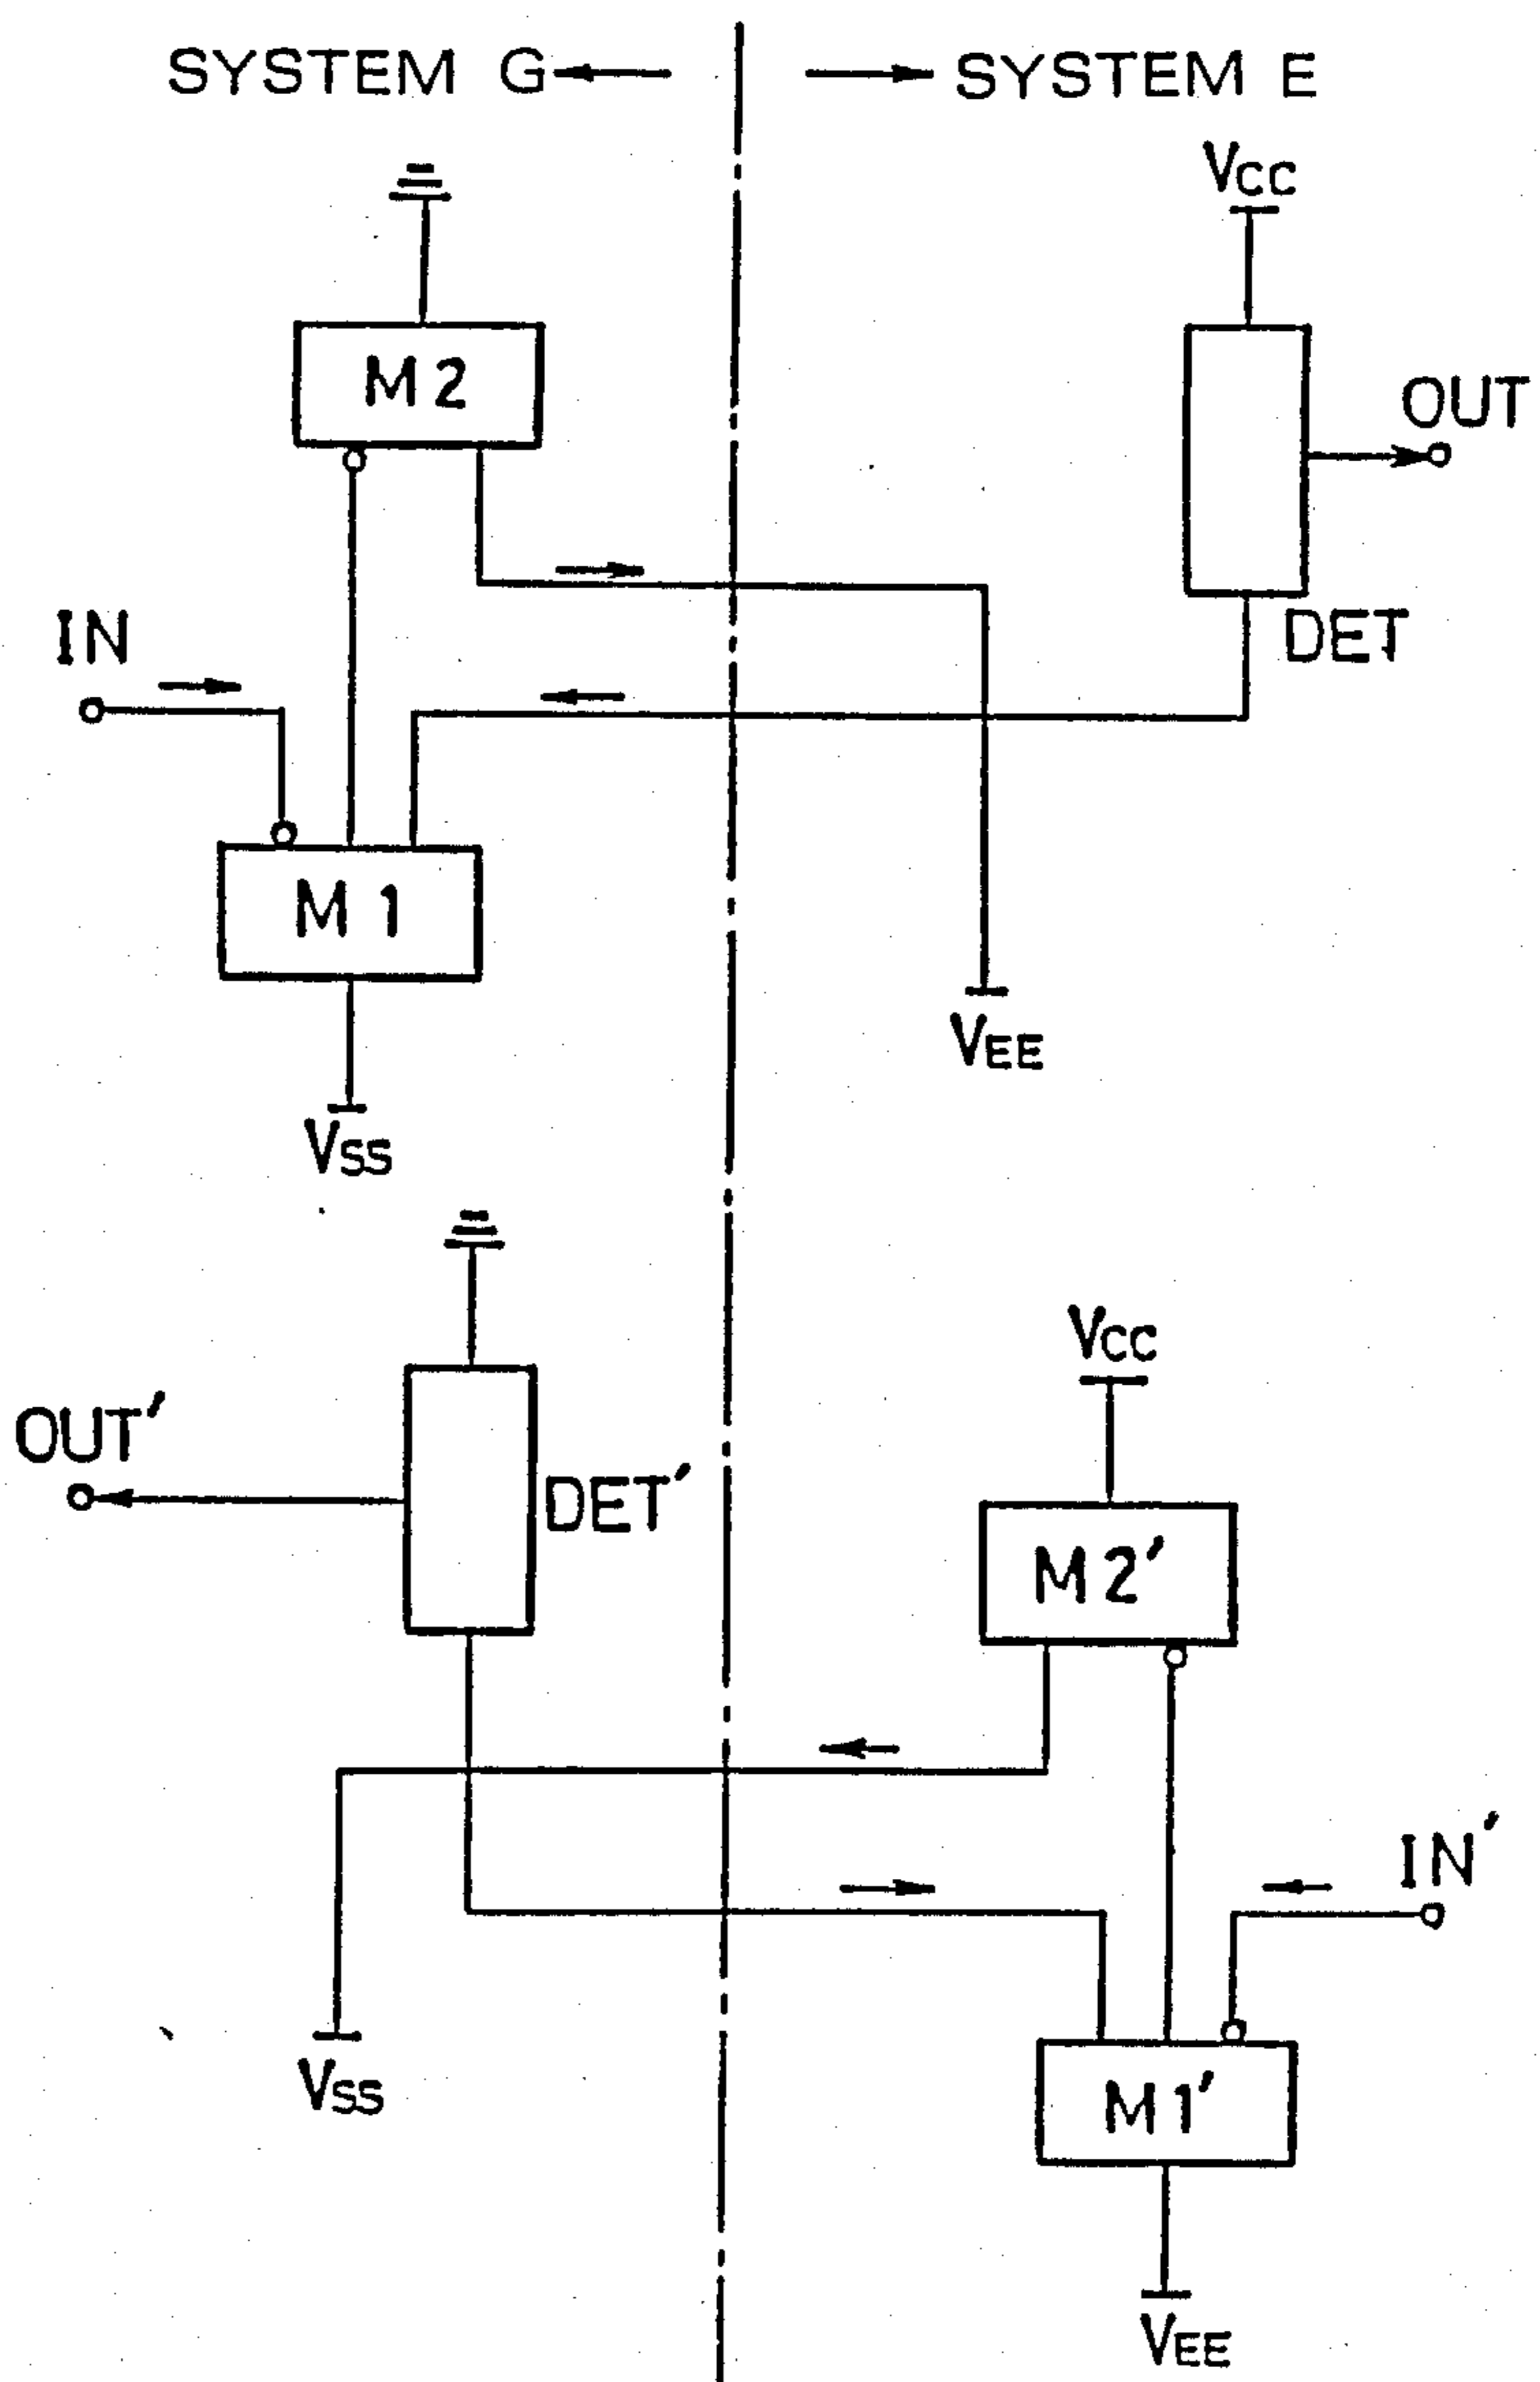 SYSTEM G
SYSTEM E
VCC
M2
OUT
IN
DET
M1
VEE
VSS
VCC
OUT'
DET'
M2'
IN'
VSS
M1'
VEE